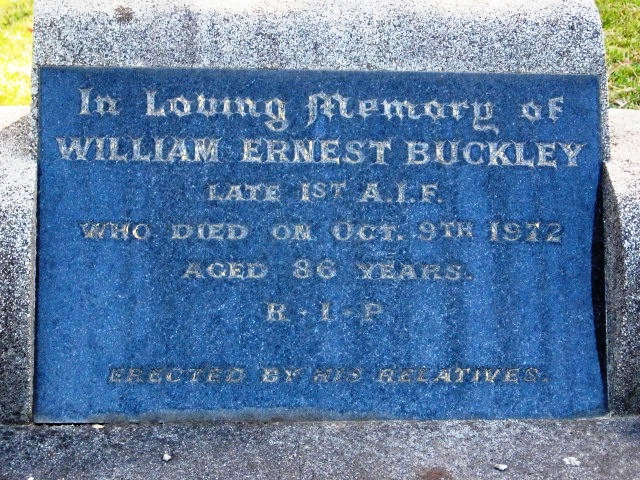 In Loving Memory of
WILLIAM ERNEST BUCKLEY
LATE 1ST A.I.F.
WHO DIED ON OCT. 9TH 1972
AGED 86 YEARS.
R-I-P
ERECTED BY HIS RELATIVES.